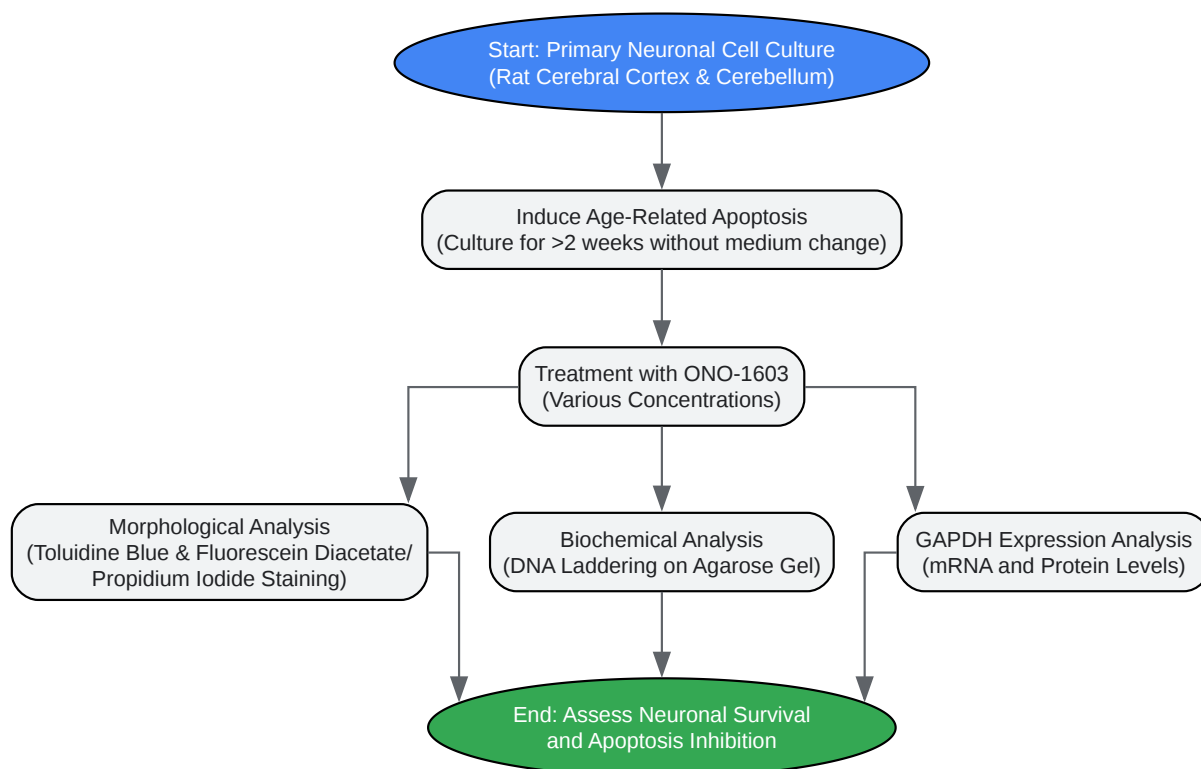 Start: Primary Neuronal Cell Culture
(Rat Cerebral Cortex & Cerebellum)
Induce Age-Related Apoptosis
(Culture for >2 weeks without medium change)
Treatment with ONO-1603
(Various Concentrations)
Morphological Analysis
(Toluidine Blue & Fluorescein Diacetate/
Propidium Iodide Staining)
Biochemical Analysis
(DNA Laddering on Agarose Gel)
GAPDH Expression Analysis
(mRNA and Protein Levels)
End: Assess Neuronal Survival
and Apoptosis Inhibition